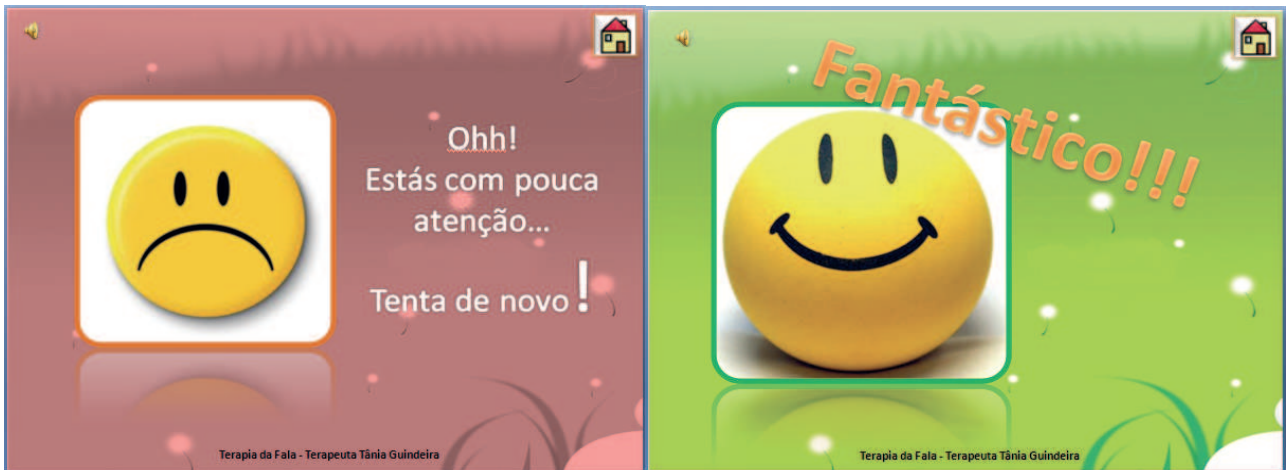 Ohh!
Estás com pouca
atenção...
Tenta de novo!
Terapia da Fala - Terapeuta Tânia Guindeira
Fantástico!!!
Terapia da Fala - Terapeuta Tânia Guindeira